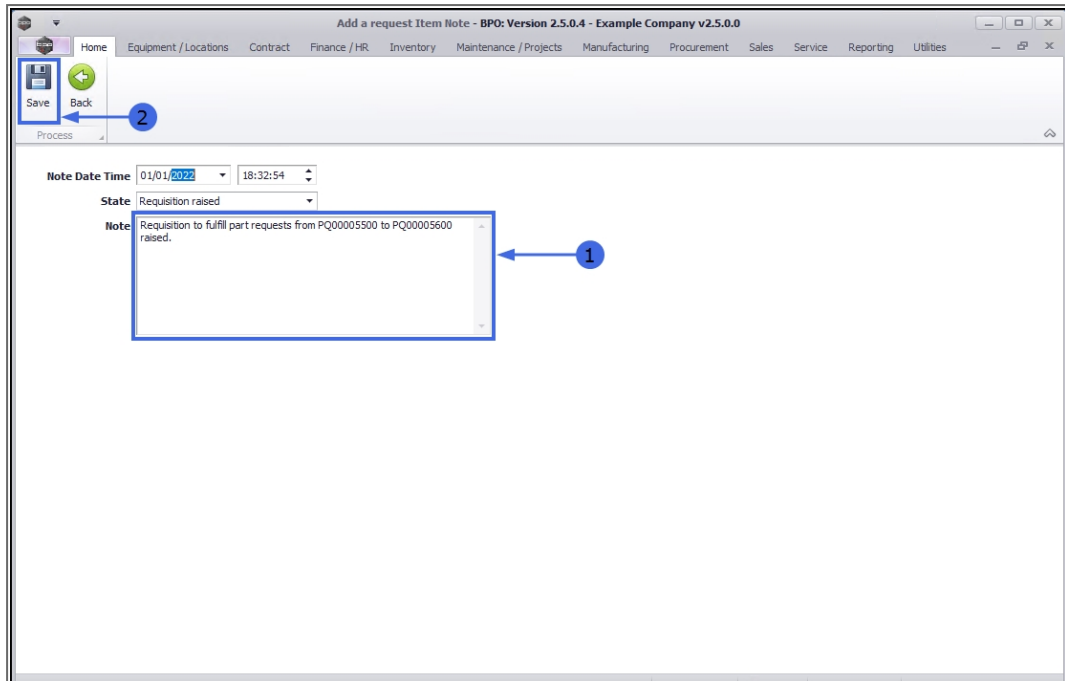 Add a request Item Note - BPO: Version 2.5.0.4 - Example Company v2.5.0.0
Home Equipment / Locations Contract Finance / HR Inventory Maintenance / Projects Manufacturing Procurement Sales Service Reporting Utilities
Save Back
2
Process
Note Date Time 01/01/2022 18:32:54
State Requisition raised
Note Requisition to fulfill part requests from PQ00005500 to PQ00005600
raised.
1